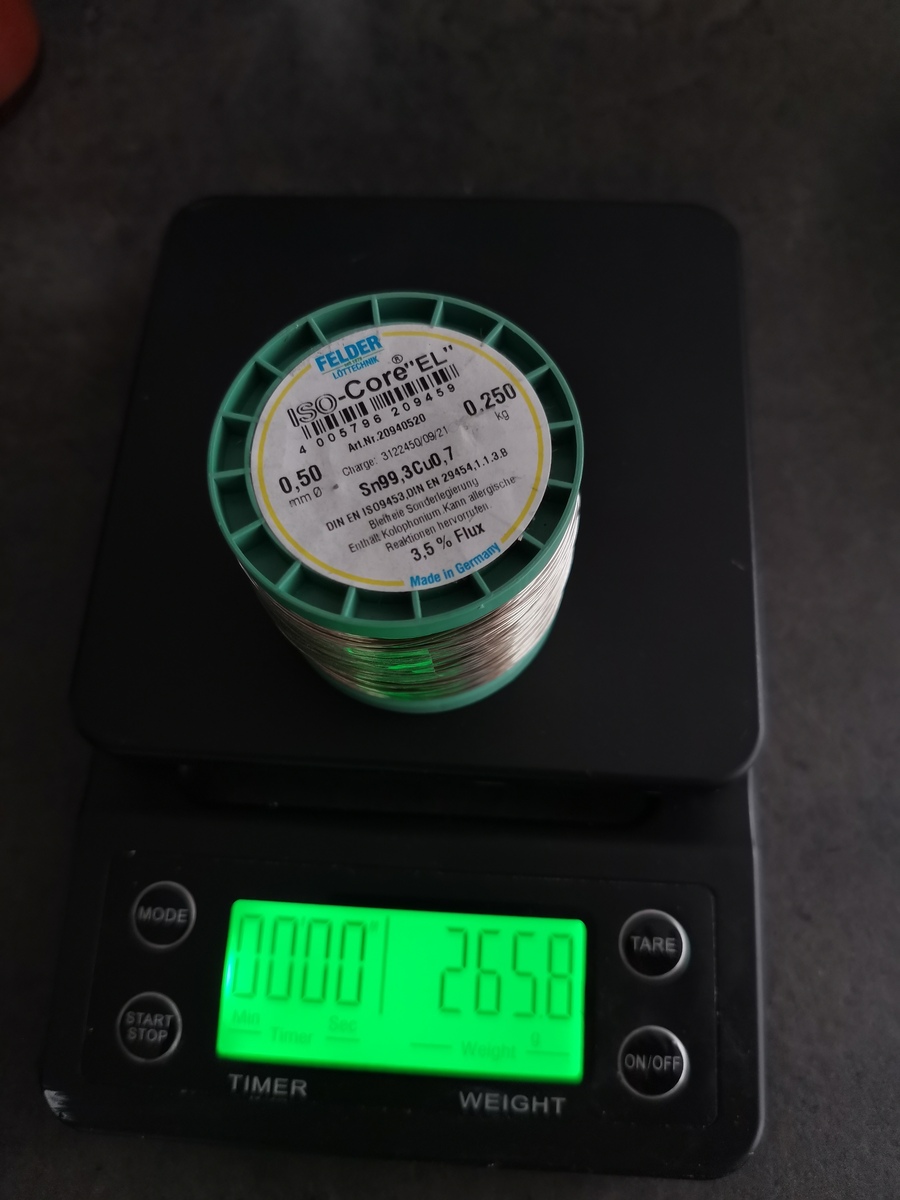 FELDER
LÖTTECHNIK
ISO-Core® "EL"
4 005796 209459
Art.Nr.20940520
0,250
kg
Charge: 3122450/09/21
0,50
mm Ø
Sn99,3Cu0,7
DIN EN ISO9453,DIN EN 29454,1.1.3.B
Bleifreie Sonderlegierung
Enthält Kolophonium Kann allergische
Reaktionen hervorrufen.
3,5 % Flux
Made in Germany
MODE
0000
2658
TARE
START
STOP
Min
Timer
Sec
Weight
g
ON/OFF
TIMER
WEIGHT